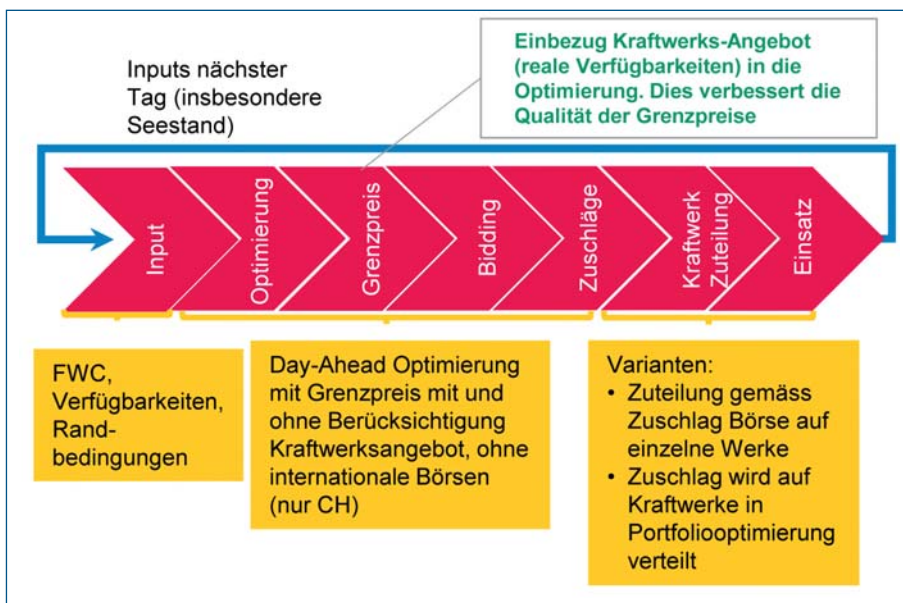 Inputs nächster
Tag (insbesondere
Seestand)
Einbezug Kraftwerks-Angebot
(reale Verfügbarkeiten) in die
Optimierung. Dies verbessert die
Qualität der Grenzpreise
Input
Optimierung
Grenzpreis
Bidding
Zuschläge
Kraftwerk
Zuteilung
Einsatz
FWC,
Verfügbarkeiten,
Rand-
bedingungen
Day-Ahead Optimierung
mit Grenzpreis mit und
ohne Berücksichtigung
Kraftwerksangebot, ohne
internationale Börsen
(nur CH)
Varianten:
• Zuteilung gemäss
Zuschlag Börse auf
einzelne Werke
• Zuschlag wird auf
Kraftwerke in
Portfoliooptimierung
verteilt